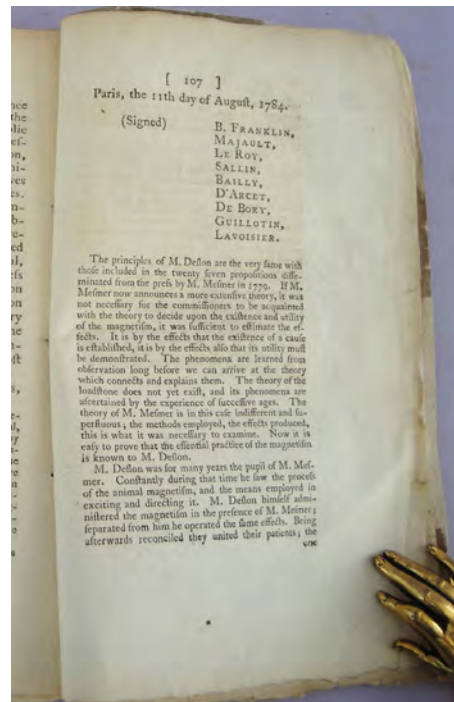 [ 107 ]
Paris, the 11th day of Auguſt, 1784.
(Signed) B. FRANKLIN,
MAJAULT,
LE ROY,
SALLIN,
BAILLY,
D'ARCET,
DE BORY,
GUILLOTIN,
LAVOISIER.
The principles of M. Deſlon are the very ſame with
thoſe included in the twenty ſeven propoſitions diſſe-
minated from the preſs by M. Meſmer in 1779. If M.
Meſmer now announces a more extenſive theory, it was
not neceſſary for the commiſſioners to be acquainted
with the theory to decide upon the exiſtence and utility
of the magnetiſm, it was ſufficient to eſtimate the ef-
fects. It is by the effects that the exiſtence of a cauſe
is eſtabliſhed, it is by the effects alſo that its utility muſt
be demonſtrated. The phenomena are learned from
obſervation long before we can arrive at the theory
which connects and explains them. The theory of the
loadſtone does not yet exiſt, and its phenomena are
aſcertained by the experience of ſucceſſive ages. The
theory of M. Meſmer is in this caſe indifferent and ſu-
perfluous; the methods employed, the effects produced,
this is what it was neceſſary to examine. Now it is
eaſy to prove that the eſſential practice of the magnetiſm
is known to M. Deſlon.
M. Deſlon was for many years the pupil of M. Meſ-
mer. Conſtantly during that time he ſaw the proceſs
of the animal magnetiſm, and the means employed in
exciting and directing it. M. Deſlon himſelf admi-
niſtered the magnetiſm in the preſence of M. Meſmer;
ſeparated from him he operated the ſame effects. Being
afterwards reconciled they united their patients; the
one